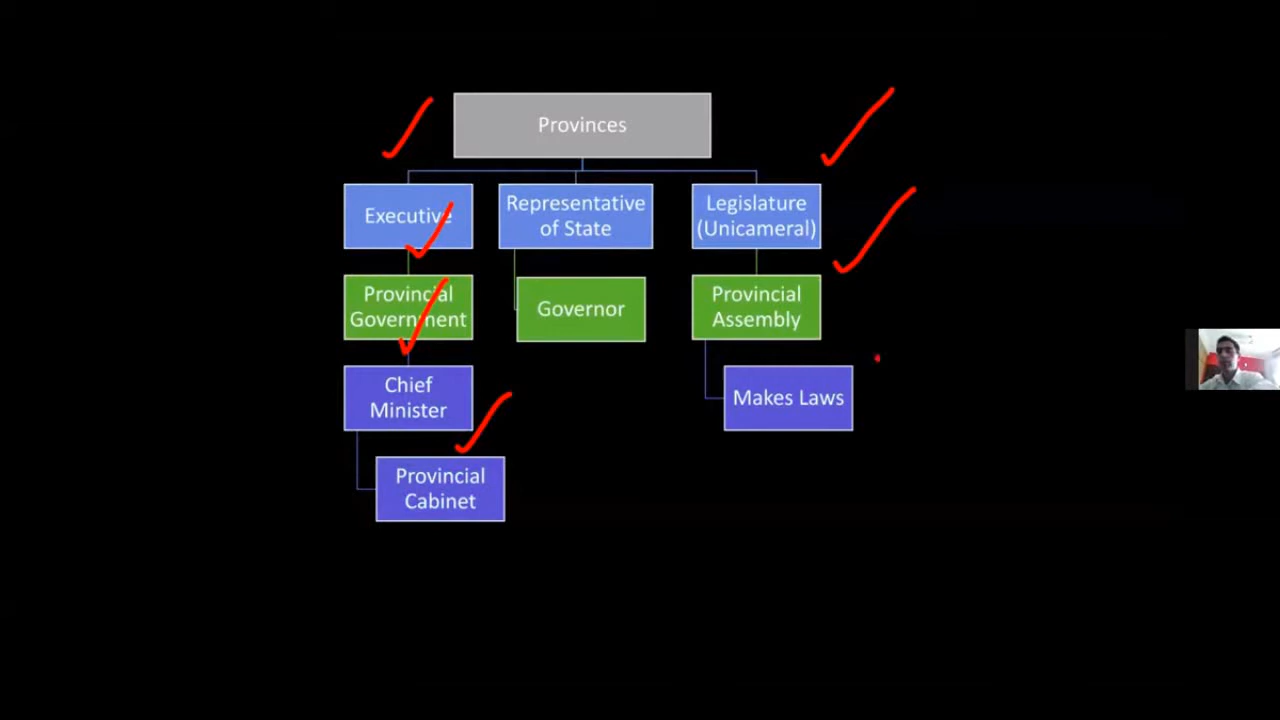 Provinces
Executive
Representative
of State
Legislature
(Unicameral)
Provincial
Government
Governor
Provincial
Assembly
Chief
Minister
Makes Laws
Provincial
Cabinet